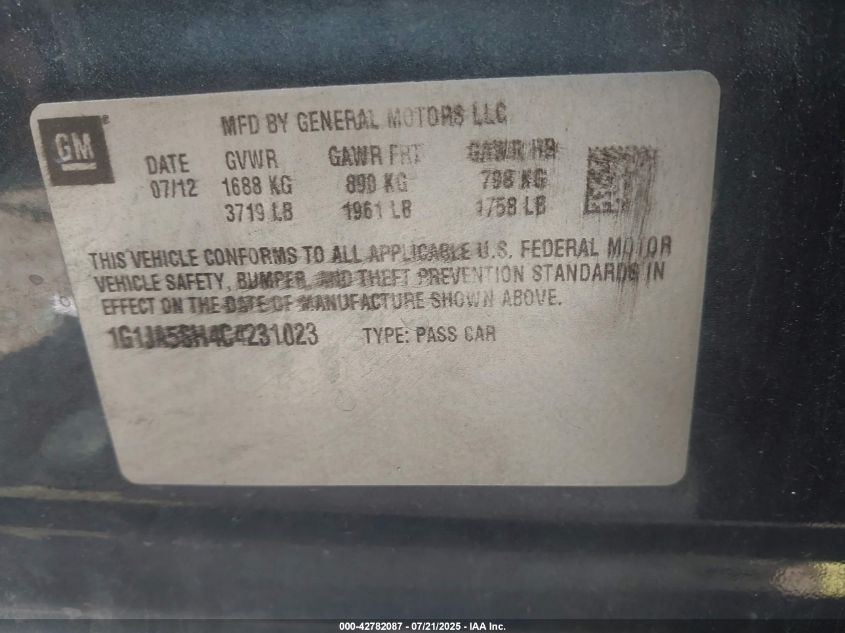 GM ®
MFD BY GENERAL MOTORS LLC
DATE GVWR GAWR FRT GAWR RR
07/12 1688 KG 890 KG 798 KG
3719 LB 1961 LB 1758 LB
THIS VEHICLE CONFORMS TO ALL APPLICABLE U.S. FEDERAL MOTOR
VEHICLE SAFETY, BUMPER, AND THEFT PREVENTION STANDARDS IN
EFFECT ON THE DATE OF MANUFACTURE SHOWN ABOVE.
TYPE: PASS CAR
000-42782087 - 07/21/2025 - IAA Inc.